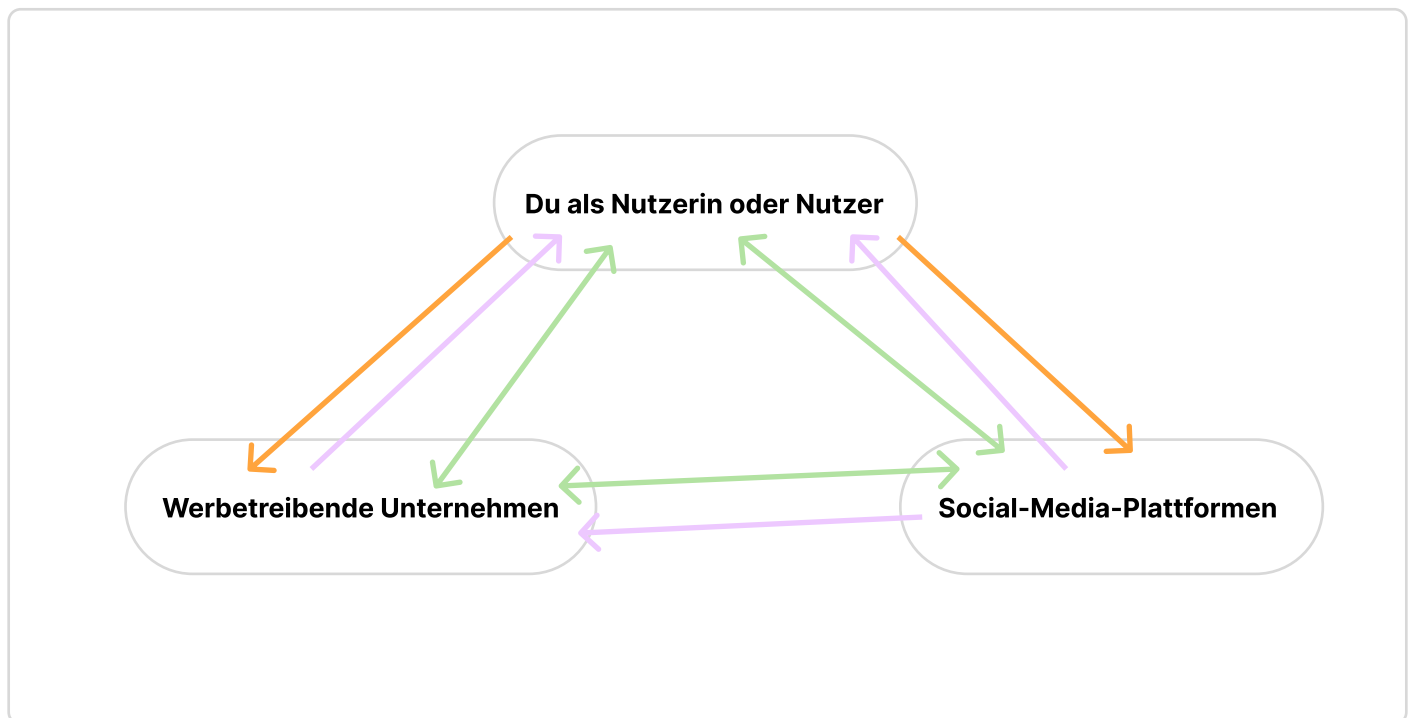 Du als Nutzerin oder Nutzer
Werbetreibende Unternehmen
Social-Media-Plattformen